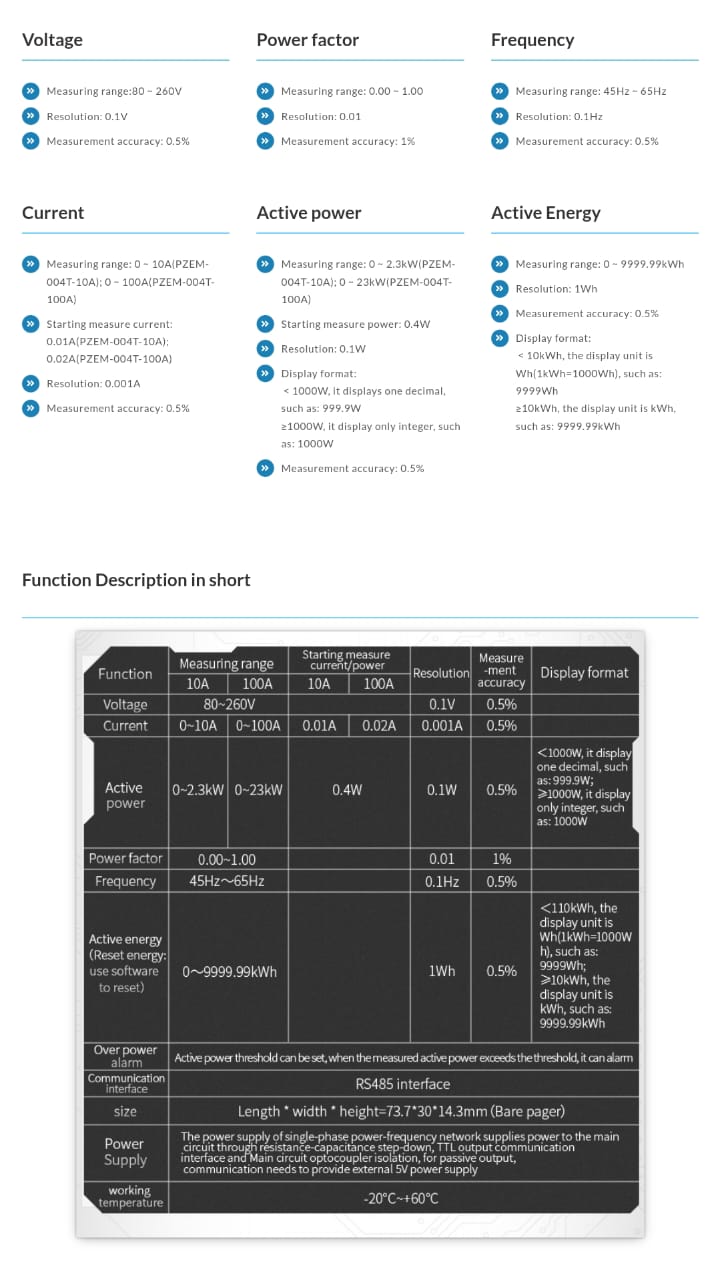 Voltage
Measuring range:80 ~ 260V
Resolution: 0.1V
Measurement accuracy: 0.5%
Power factor
Measuring range: 0.00 ~ 1.00
Resolution: 0.01
Measurement accuracy: 1%
Frequency
Measuring range: 45Hz ~ 65Hz
Resolution: 0.1Hz
Measurement accuracy: 0.5%
Current
Measuring range: 0 ~ 10A(PZEM-
004T-10A); 0 ~ 100A(PZEM-004T-
100A)
Starting measure current:
0.01A(PZEM-004T-10A);
0.02A(PZEM-004T-100A)
Resolution: 0.001A
Measurement accuracy: 0.5%
Active power
Measuring range: 0 ~ 2.3kW(PZEM-
004T-10A); 0 ~ 23kW(PZEM-004T-
100A)
Starting measure power: 0.4W
Resolution: 0.1W
Display format:
< 1000W, it displays one decimal,
such as: 999.9W
≥1000W, it display only integer, such
as: 1000W
Measurement accuracy: 0.5%
Active Energy
Measuring range: 0 ~ 9999.99kWh
Resolution: 1Wh
Measurement accuracy: 0.5%
Display format:
< 10kWh, the display unit is
Wh(1kWh=1000Wh), such as:
9999Wh
≥10kWh, the display unit is kWh,
such as: 9999.99kWh
Function Description in short
Function
Measuring range
10A 100A
Starting measure
current/power
10A 100A
Resolution
Measure
-ment
accuracy
Display format
Voltage 80~260V 0.1V 0.5%
Current 0~10A 0~100A 0.01A 0.02A 0.001A 0.5%
Active
power
0~2.3kW 0~23kW 0.4W 0.1W 0.5%
<1000W, it display
one decimal, such
as: 999.9W;
≥1000W, it display
only integer, such
as: 1000W
Power factor 0.00~1.00 0.01 1%
Frequency 45Hz～65Hz 0.1Hz 0.5%
Active energy
(Reset energy:
use software
to reset)
0～9999.99kWh 1Wh 0.5%
<110kWh, the
display unit is
Wh(1kWh=1000W
h), such as:
9999Wh;
≥10kWh, the
display unit is
kWh, such as:
9999.99kWh
Over power
alarm
Active power threshold can be set, when the measured active power exceeds the threshold, it can alarm
Communication
interface
RS485 interface
size Length * width * height=73.7*30*14.3mm (Bare pager)
Power
Supply
The power supply of single-phase power-frequency network supplies power to the main
circuit through resistance-capacitance step-down, TTL output communication
interface and Main circuit optocoupler isolation, for passive output,
communication needs to provide external 5V power supply
working
temperature
-20°C~+60°C